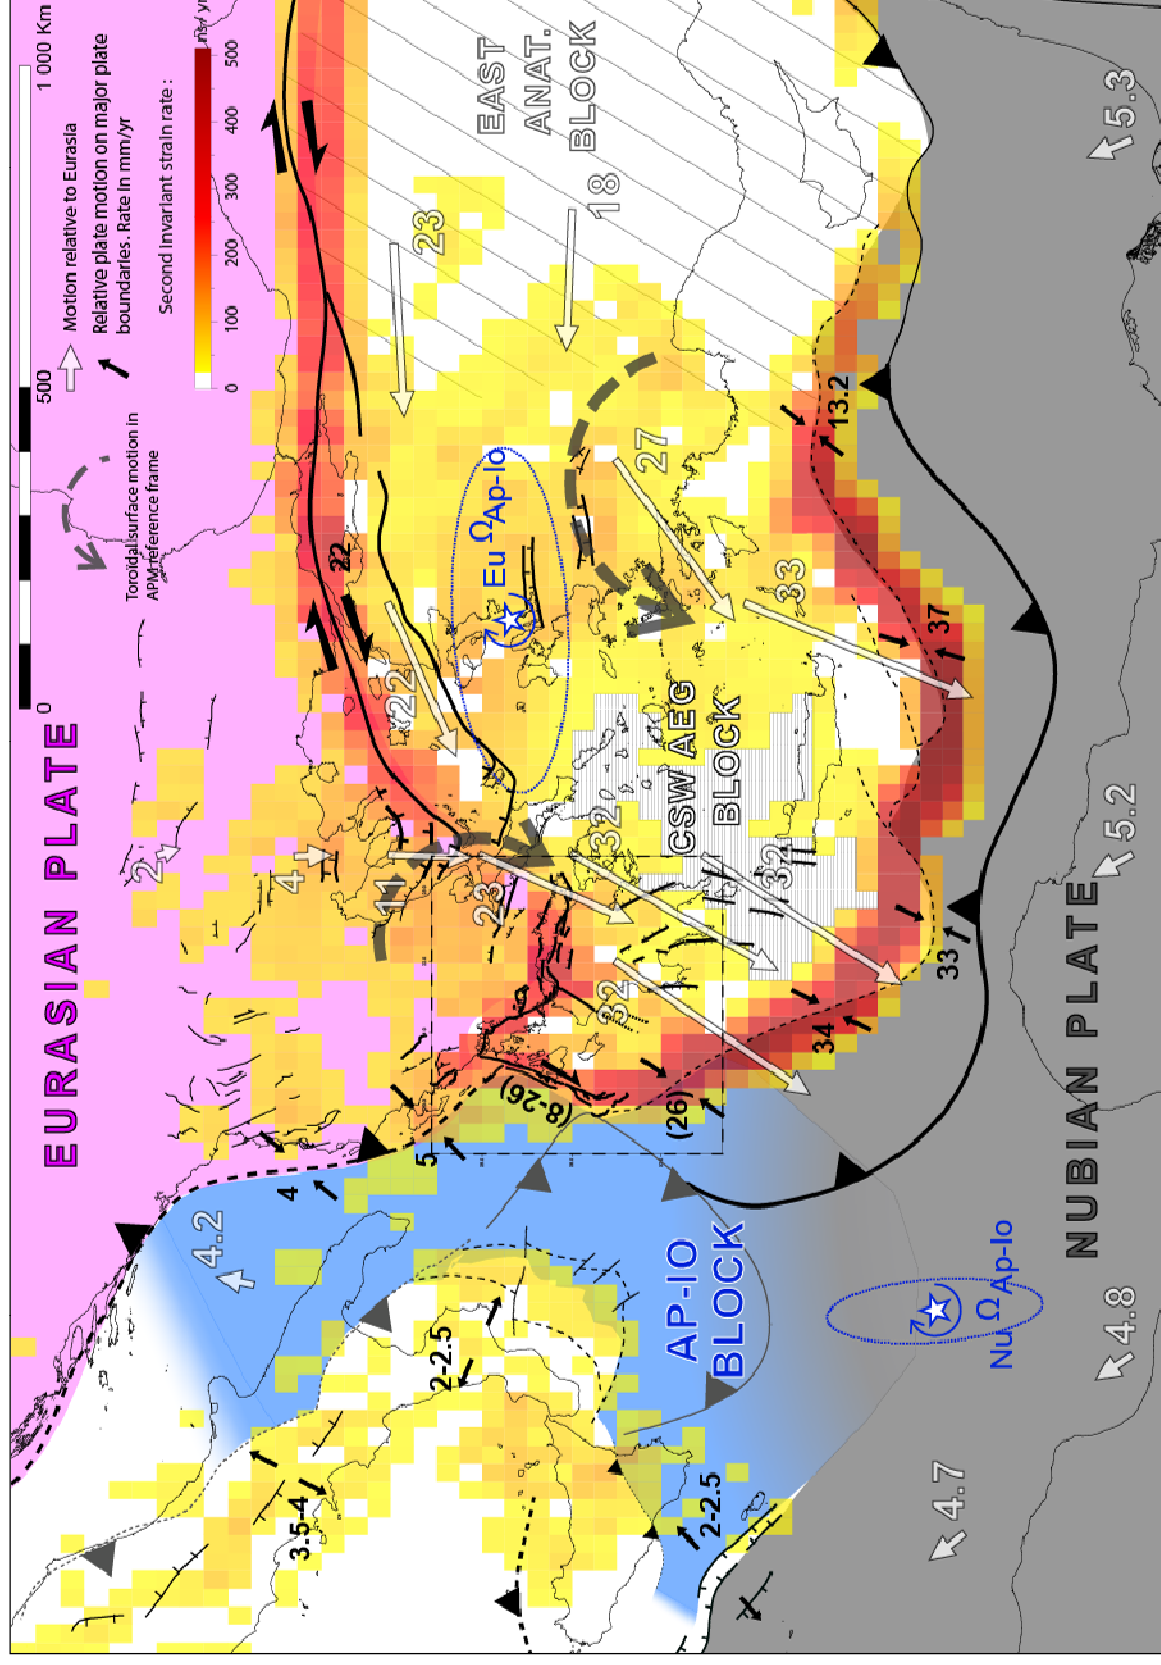 EURASIAN PLATE
0
500
1 000 Km
Motion relative to Eurasia
Relative plate motion on major plate
boundaries. Rate in mm/yr
Second invariant strain rate :
0
100
200
300
400
500
Toroidal surface motion in
APM reference frame
EAST
ANAT.
BLOCK
23
18
27
33
22
22
Eu Ω Ap-Io
2
4
11
23
32
32
32
CSW AEG
BLOCK
13.2
37
33
34
(26)
(8-26)
5
4
4.2
AP-IO
BLOCK
2-2.5
3.5-4
2-2.5
Nu Ω Ap-Io
NUBIAN PLATE
5.3
5.2
4.8
4.7